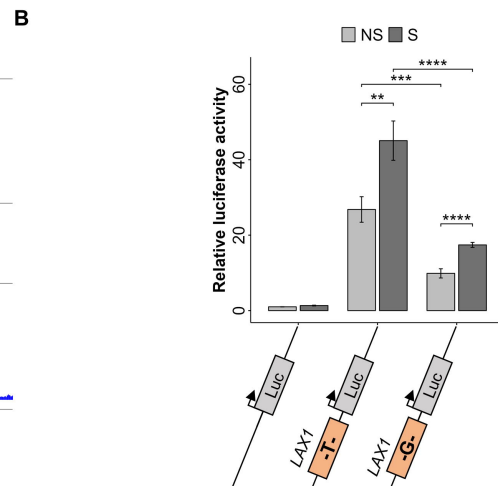 B
NS S
****
***
**
****
Relative luciferase activity
60
40
20
0
Luc Luc Luc
LAX1 -T- LAX1 -G-